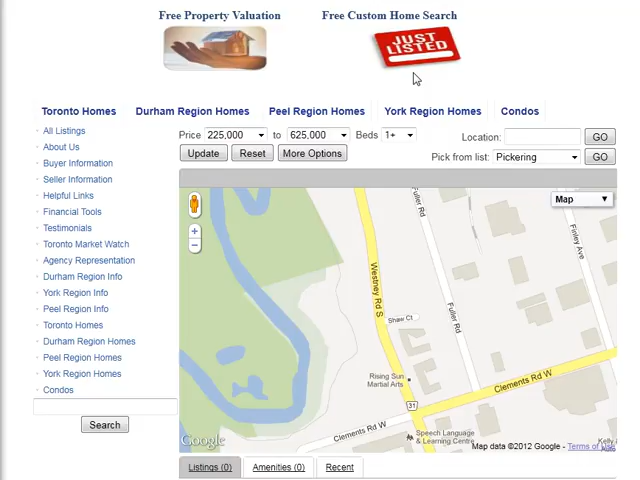 Free Property Valuation Free Custom Home Search
JUST
LISTED
Toronto Homes Durham Region Homes Peel Region Homes York Region Homes Condos
All Listings
About Us
Buyer Information
Seller Information
Helpful Links
Financial Tools
Testimonials
Toronto Market Watch
Agency Representation
Durham Region Info
York Region Info
Peel Region Info
Toronto Homes
Durham Region Homes
Peel Region Homes
York Region Homes
Condos
Search
Price 225,000 to 625,000 Beds 1+
Location: GO
Update Reset More Options
Pick from list: Pickering GO
Map
+
−
Fuller Rd
Finley Ave
Westney Rd S
Shaw Ct
Fuller Rd
Rising Sun
Martial Arts
Clements Rd W
31
Clements Rd W
Speech Language
& Learning Centre
Kelly
Google
Map data ©2012 Google - Terms of
Listings (0) Amenities (0) Recent